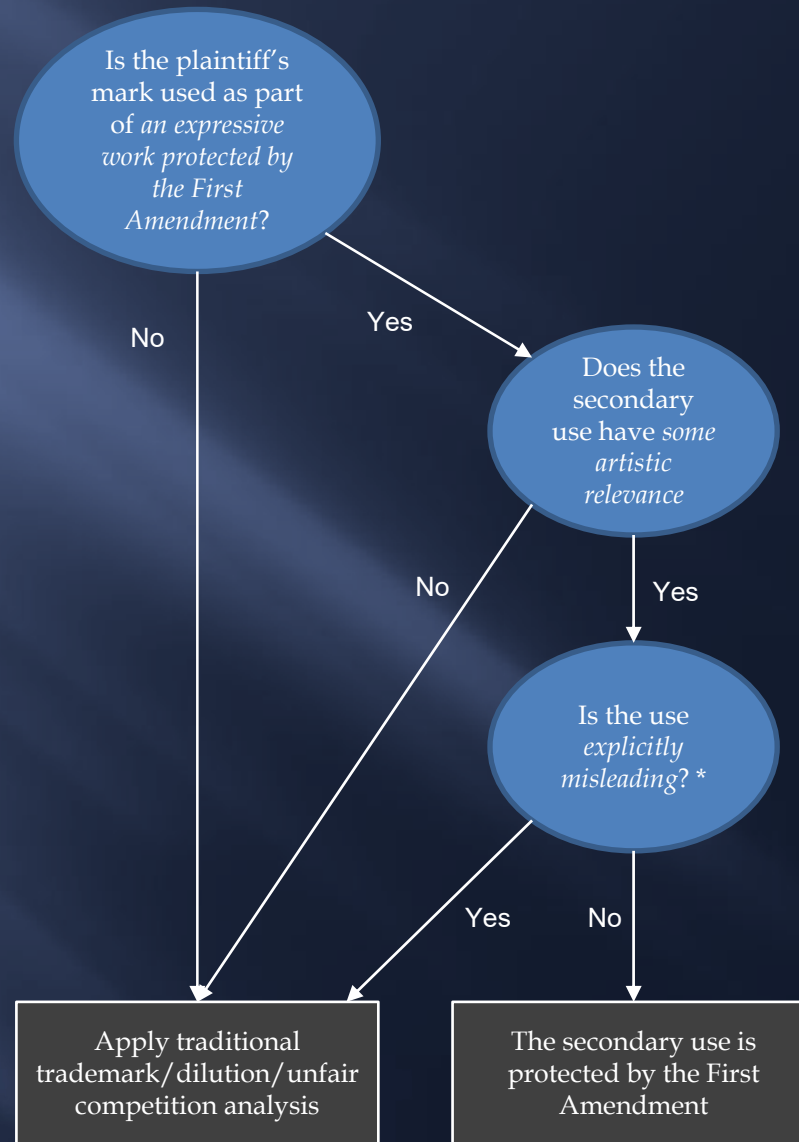 Is the plaintiff’s
mark used as part
of an expressive
work protected by
the First
Amendment?
No
Yes
Does the
secondary
use have some
artistic
relevance
No
Yes
Is the use
explicitly
misleading? *
Yes
No
Apply traditional
trademark/dilution/unfair
competition analysis
The secondary use is
protected by the First
Amendment